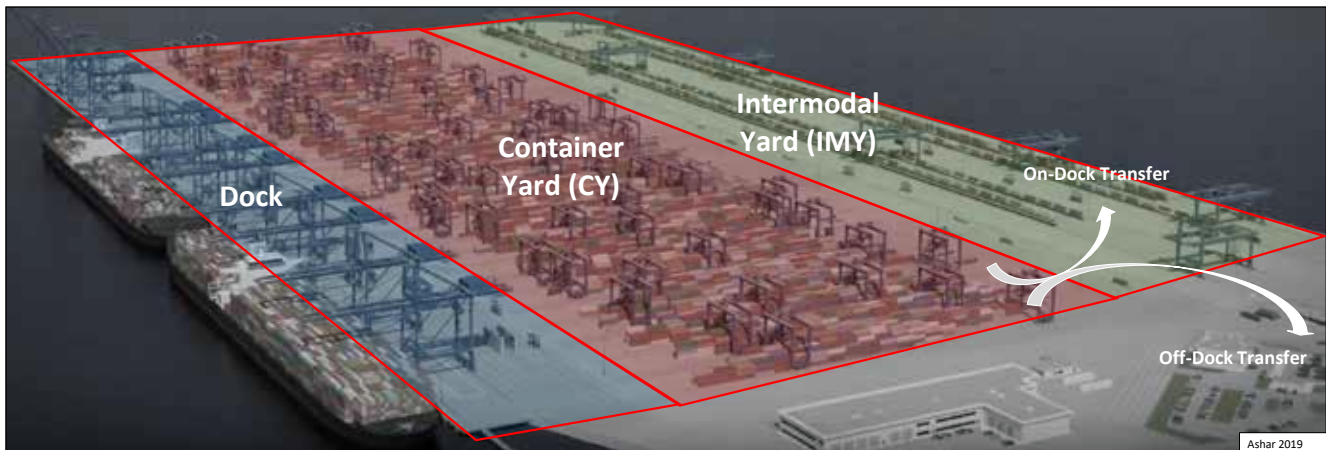 Dock
Container
Yard (CY)
Intermodal
Yard (IMY)
On-Dock Transfer
Off-Dock Transfer
Ashar 2019